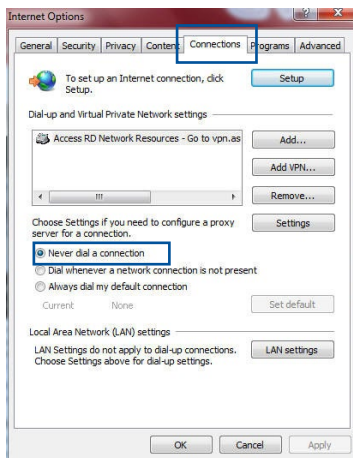 Internet Options
General Security Privacy Content Connections Programs Advanced
To set up an Internet connection, click
Setup.
Setup
Dial-up and Virtual Private Network settings
Access RD Network Resources - Go to vpn.as
Add...
Add VPN...
Remove...
Choose Settings if you need to configure a proxy
server for a connection.
Settings
Never dial a connection
Dial whenever a network connection is not present
Always dial my default connection
Current None
Set default
Local Area Network (LAN) settings
LAN Settings do not apply to dial-up connections.
Choose Settings above for dial-up settings.
LAN settings
OK Cancel Apply